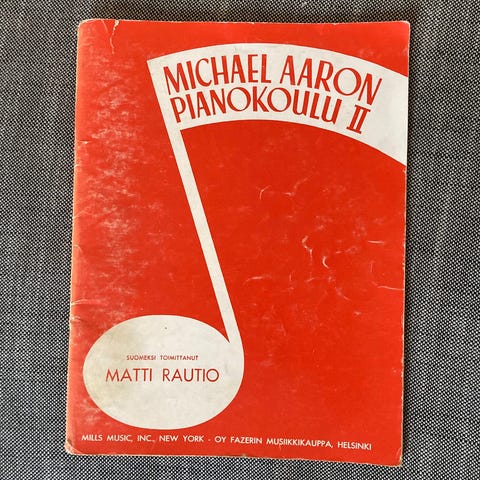 MICHAEL AARON
PIANOKOULU II
SUOMEKSI TOIMITTANUT
MATTI RAUTIO
MILLS MUSIC, INC., NEW YORK - OY FAZERIN MUSIIKKIKAUPPA, HELSINKI